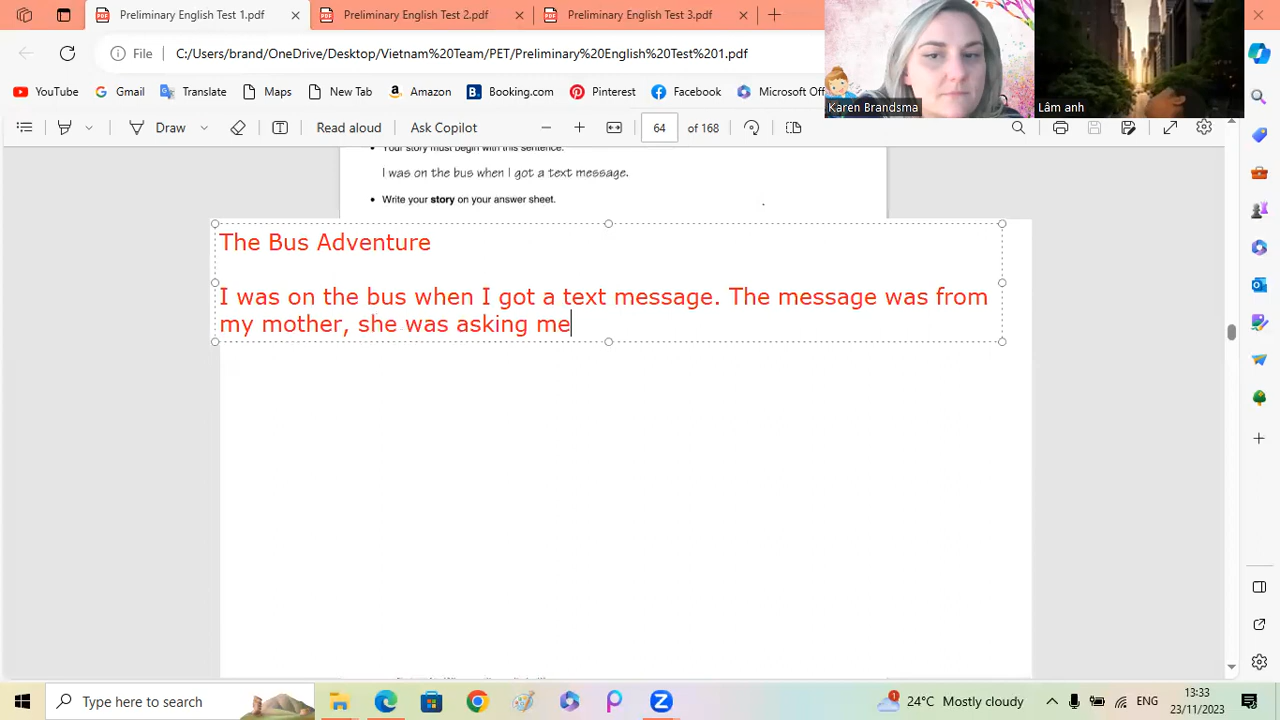 Preliminary English Test 1.pdf
Preliminary English Test 2.pdf
Preliminary English Test 3.pdf
File
C:/Users/brand/OneDrive/Desktop/Vietnam%20Team/PET/Preliminary%20English%20Test%201.pdf
YouTube
Gmail
Translate
Maps
New Tab
Amazon
Booking.com
Pinterest
Facebook
Microsoft Off
Karen Brandsma
Lâm anh
Draw
Read aloud
Ask Copilot
64
of 168
Your story must begin with this sentence:
I was on the bus when I got a text message.
Write your story on your answer sheet.
The Bus Adventure
I was on the bus when I got a text message. The message was from
my mother, she was asking me
Type here to search
1
24°C Mostly cloudy
ENG
13:33
23/11/2023